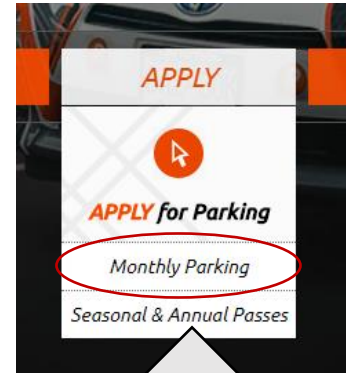 APPLY
APPLY for Parking
Monthly Parking
Seasonal & Annual Passes